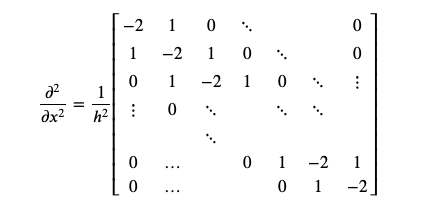 −2 1 0 ⋱ 0
1 −2 1 0 ⋱ 0
0 1 −2 1 0 ⋱ ⋮
∂²/∂x² = 1/h² ⋮ 0 ⋱ ⋱ ⋱
⋱
0 … 0 1 −2 1
0 … 0 1 −2